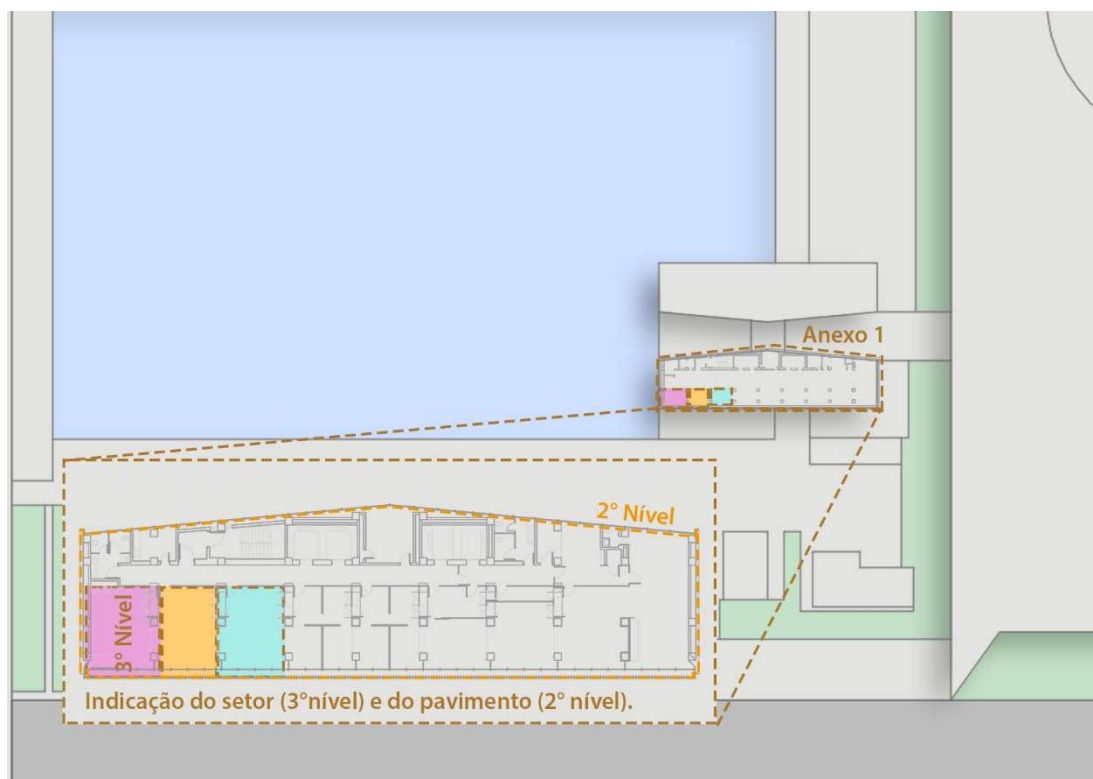 Anexo 1
2° Nível
3° Nível
Indicação do setor (3°nível) e do pavimento (2° nível).